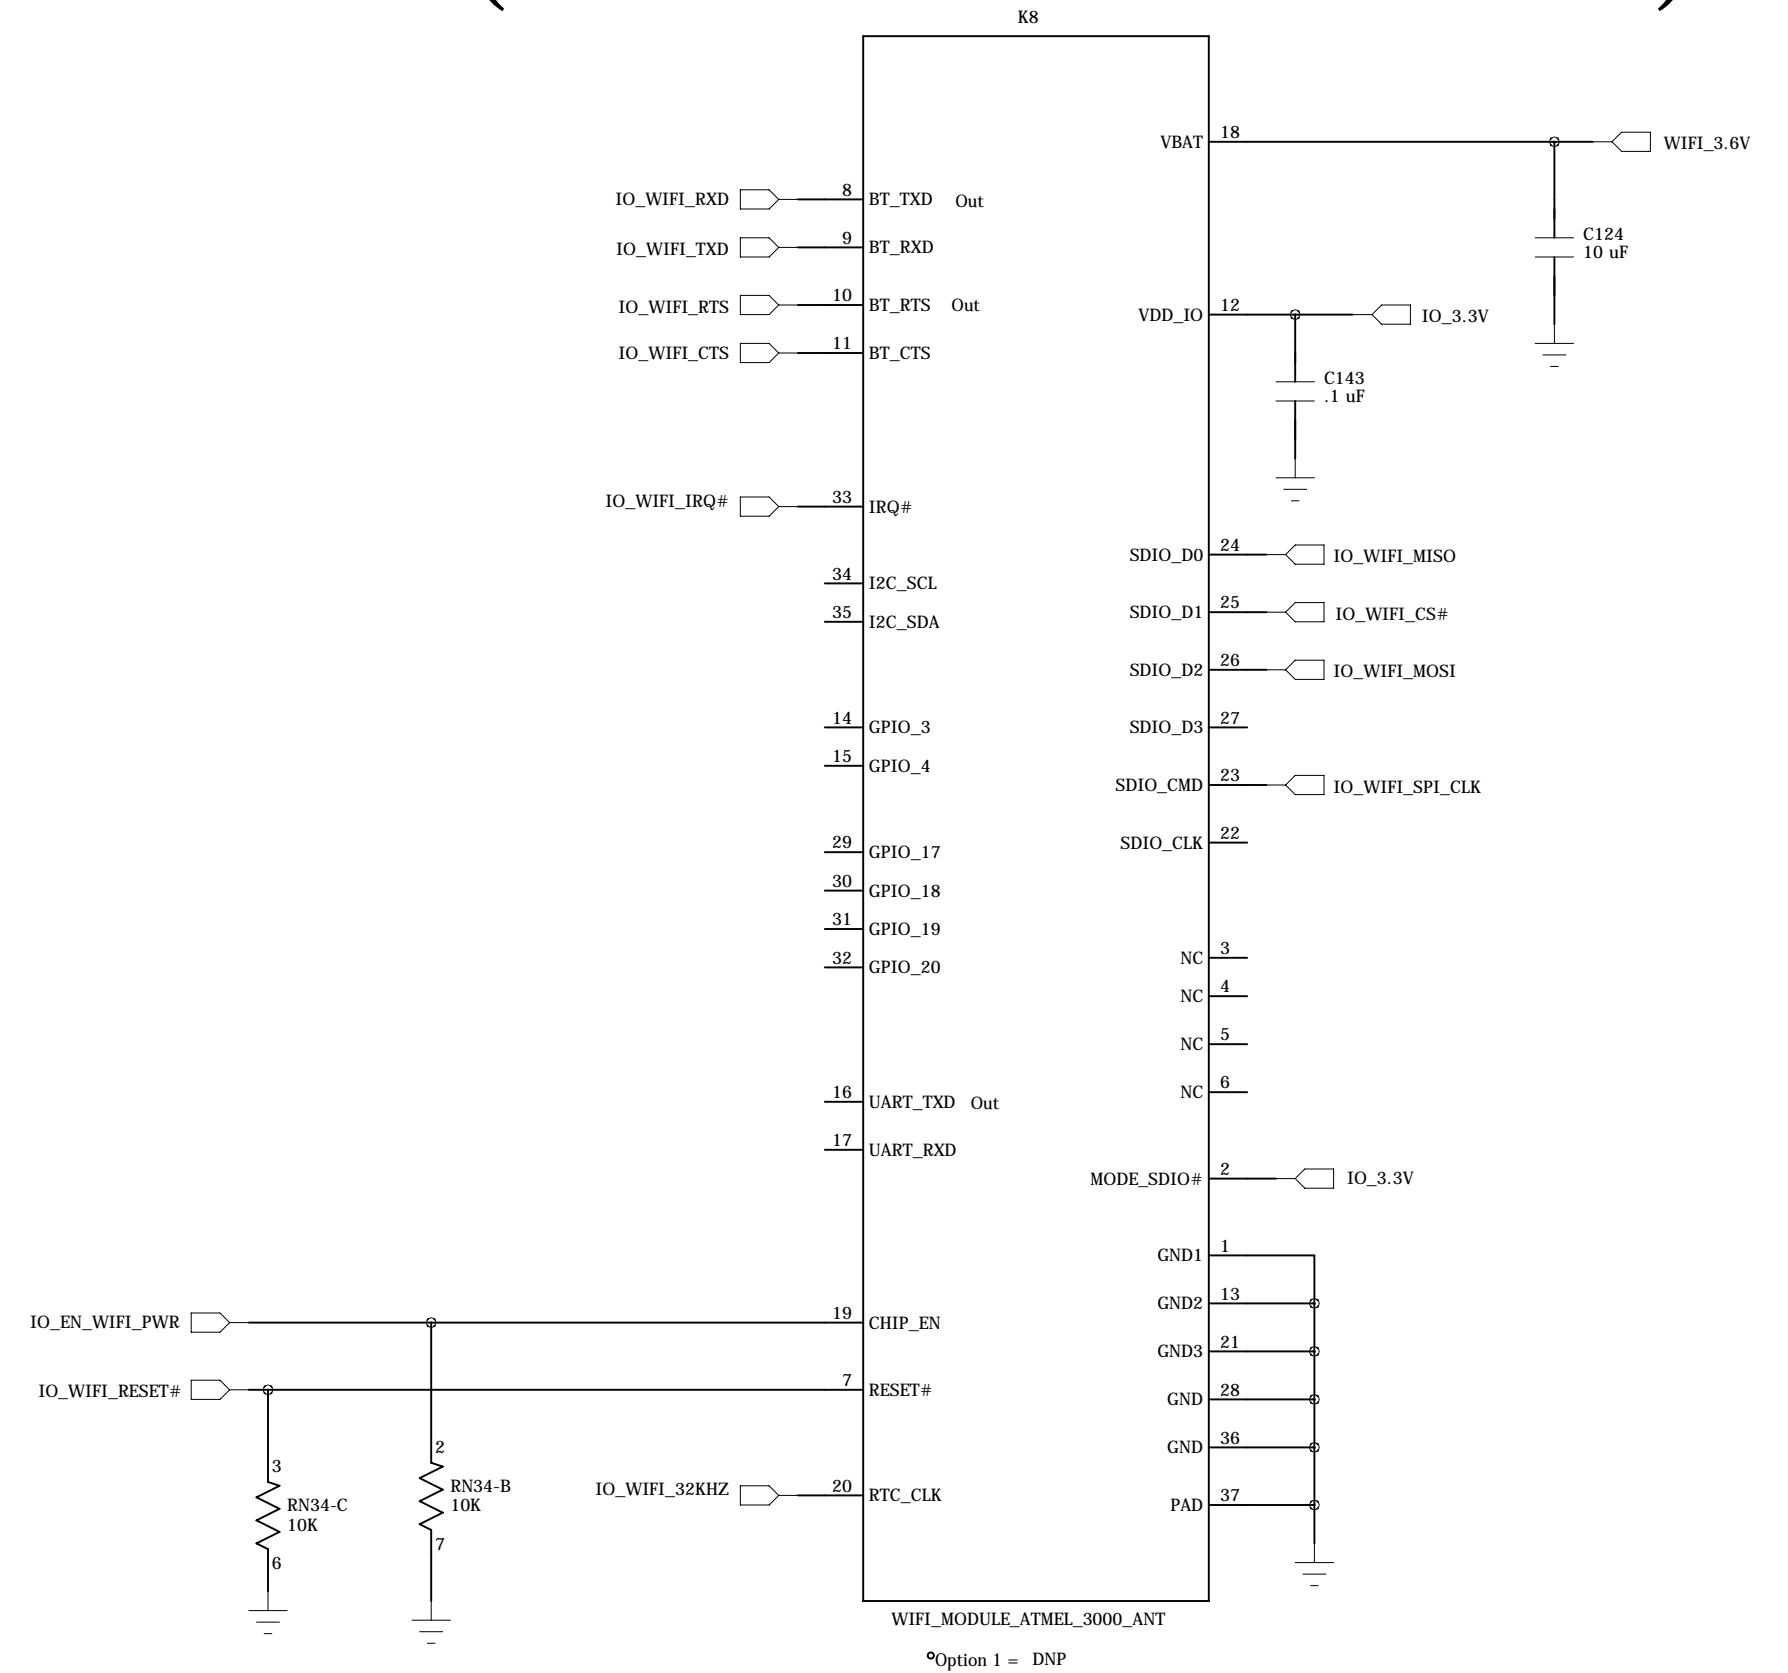 K8
VBAT 18 WIFI_3.6V
IO_WIFI_RXD 8 BT_TXD Out
IO_WIFI_TXD 9 BT_RXD
C124
10 uF
IO_WIFI_RTS 10 BT_RTS Out
VDD_IO 12 IO_3.3V
IO_WIFI_CTS 11 BT_CTS
C143
.1 uF
IO_WIFI_IRQ# 33 IRQ#
SDIO_D0 24 IO_WIFI_MISO
34 I2C_SCL
SDIO_D1 25 IO_WIFI_CS#
35 I2C_SDA
SDIO_D2 26 IO_WIFI_MOSI
14 GPIO_3
SDIO_D3 27
15 GPIO_4
SDIO_CMD 23 IO_WIFI_SPI_CLK
SDIO_CLK 22
29 GPIO_17
30 GPIO_18
31 GPIO_19
NC 3
32 GPIO_20
NC 4
NC 5
NC 6
16 UART_TXD Out
17 UART_RXD
MODE_SDIO# 2 IO_3.3V
GND1 1
GND2 13
IO_EN_WIFI_PWR 19 CHIP_EN
GND3 21
IO_WIFI_RESET# 7 RESET#
GND 28
GND 36
2
3
RN34-B
10K
7
RN34-C
10K
6
IO_WIFI_32KHZ 20 RTC_CLK
PAD 37
WIFI_MODULE_ATMEL_3000_ANT
Option 1 = DNP